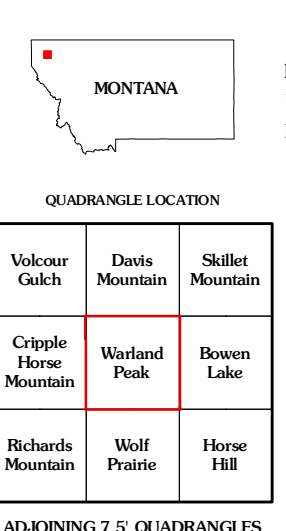 MONTANA
QUADRANGLE LOCATION
Volcour Gulch
Davis Mountain
Skillet Mountain
Cripple Horse Mountain
Warland Peak
Bowen Lake
Richards Mountain
Wolf Prairie
Horse Hill
ADJOINING 7.5' QUADRANGLES